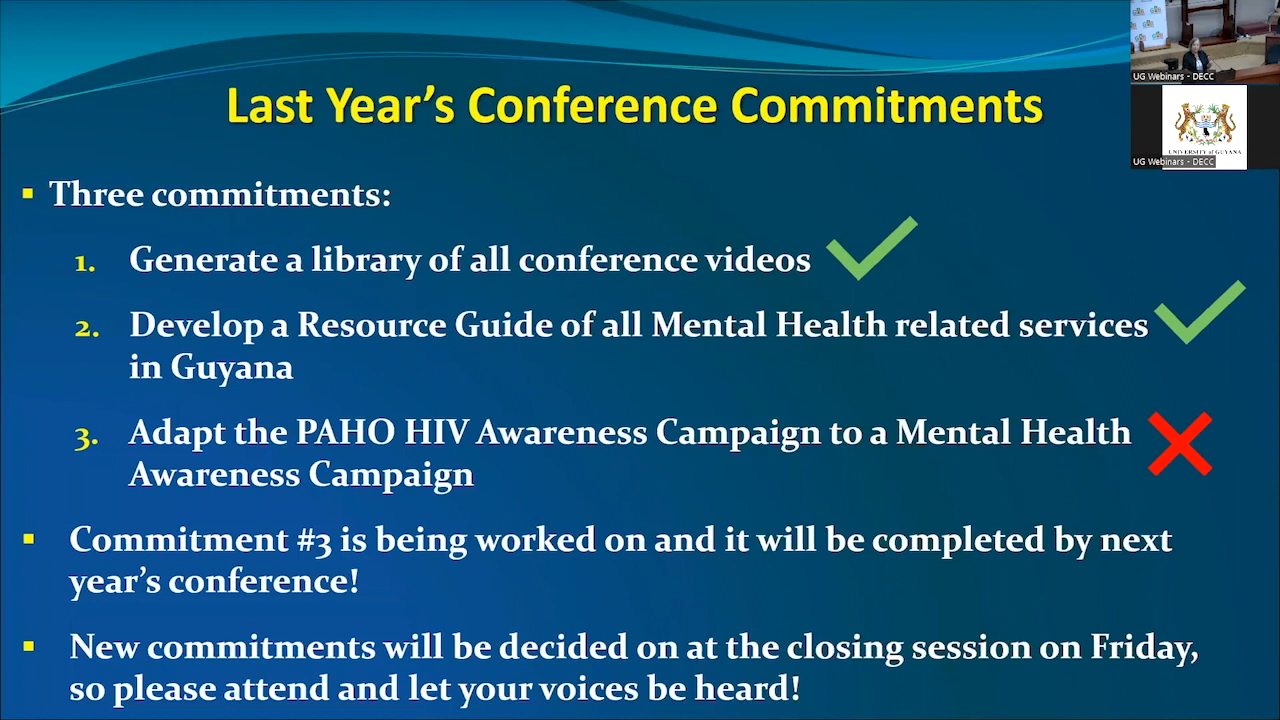 UG Webinars - DECC
Last Year's Conference Commitments
UNIVERSITY of GUYANA
UG Webinars - DECC
▪ Three commitments:
1. Generate a library of all conference videos
2. Develop a Resource Guide of all Mental Health related services
in Guyana
3. Adapt the PAHO HIV Awareness Campaign to a Mental Health
Awareness Campaign
▪ Commitment #3 is being worked on and it will be completed by next
year's conference!
▪ New commitments will be decided on at the closing session on Friday,
so please attend and let your voices be heard!